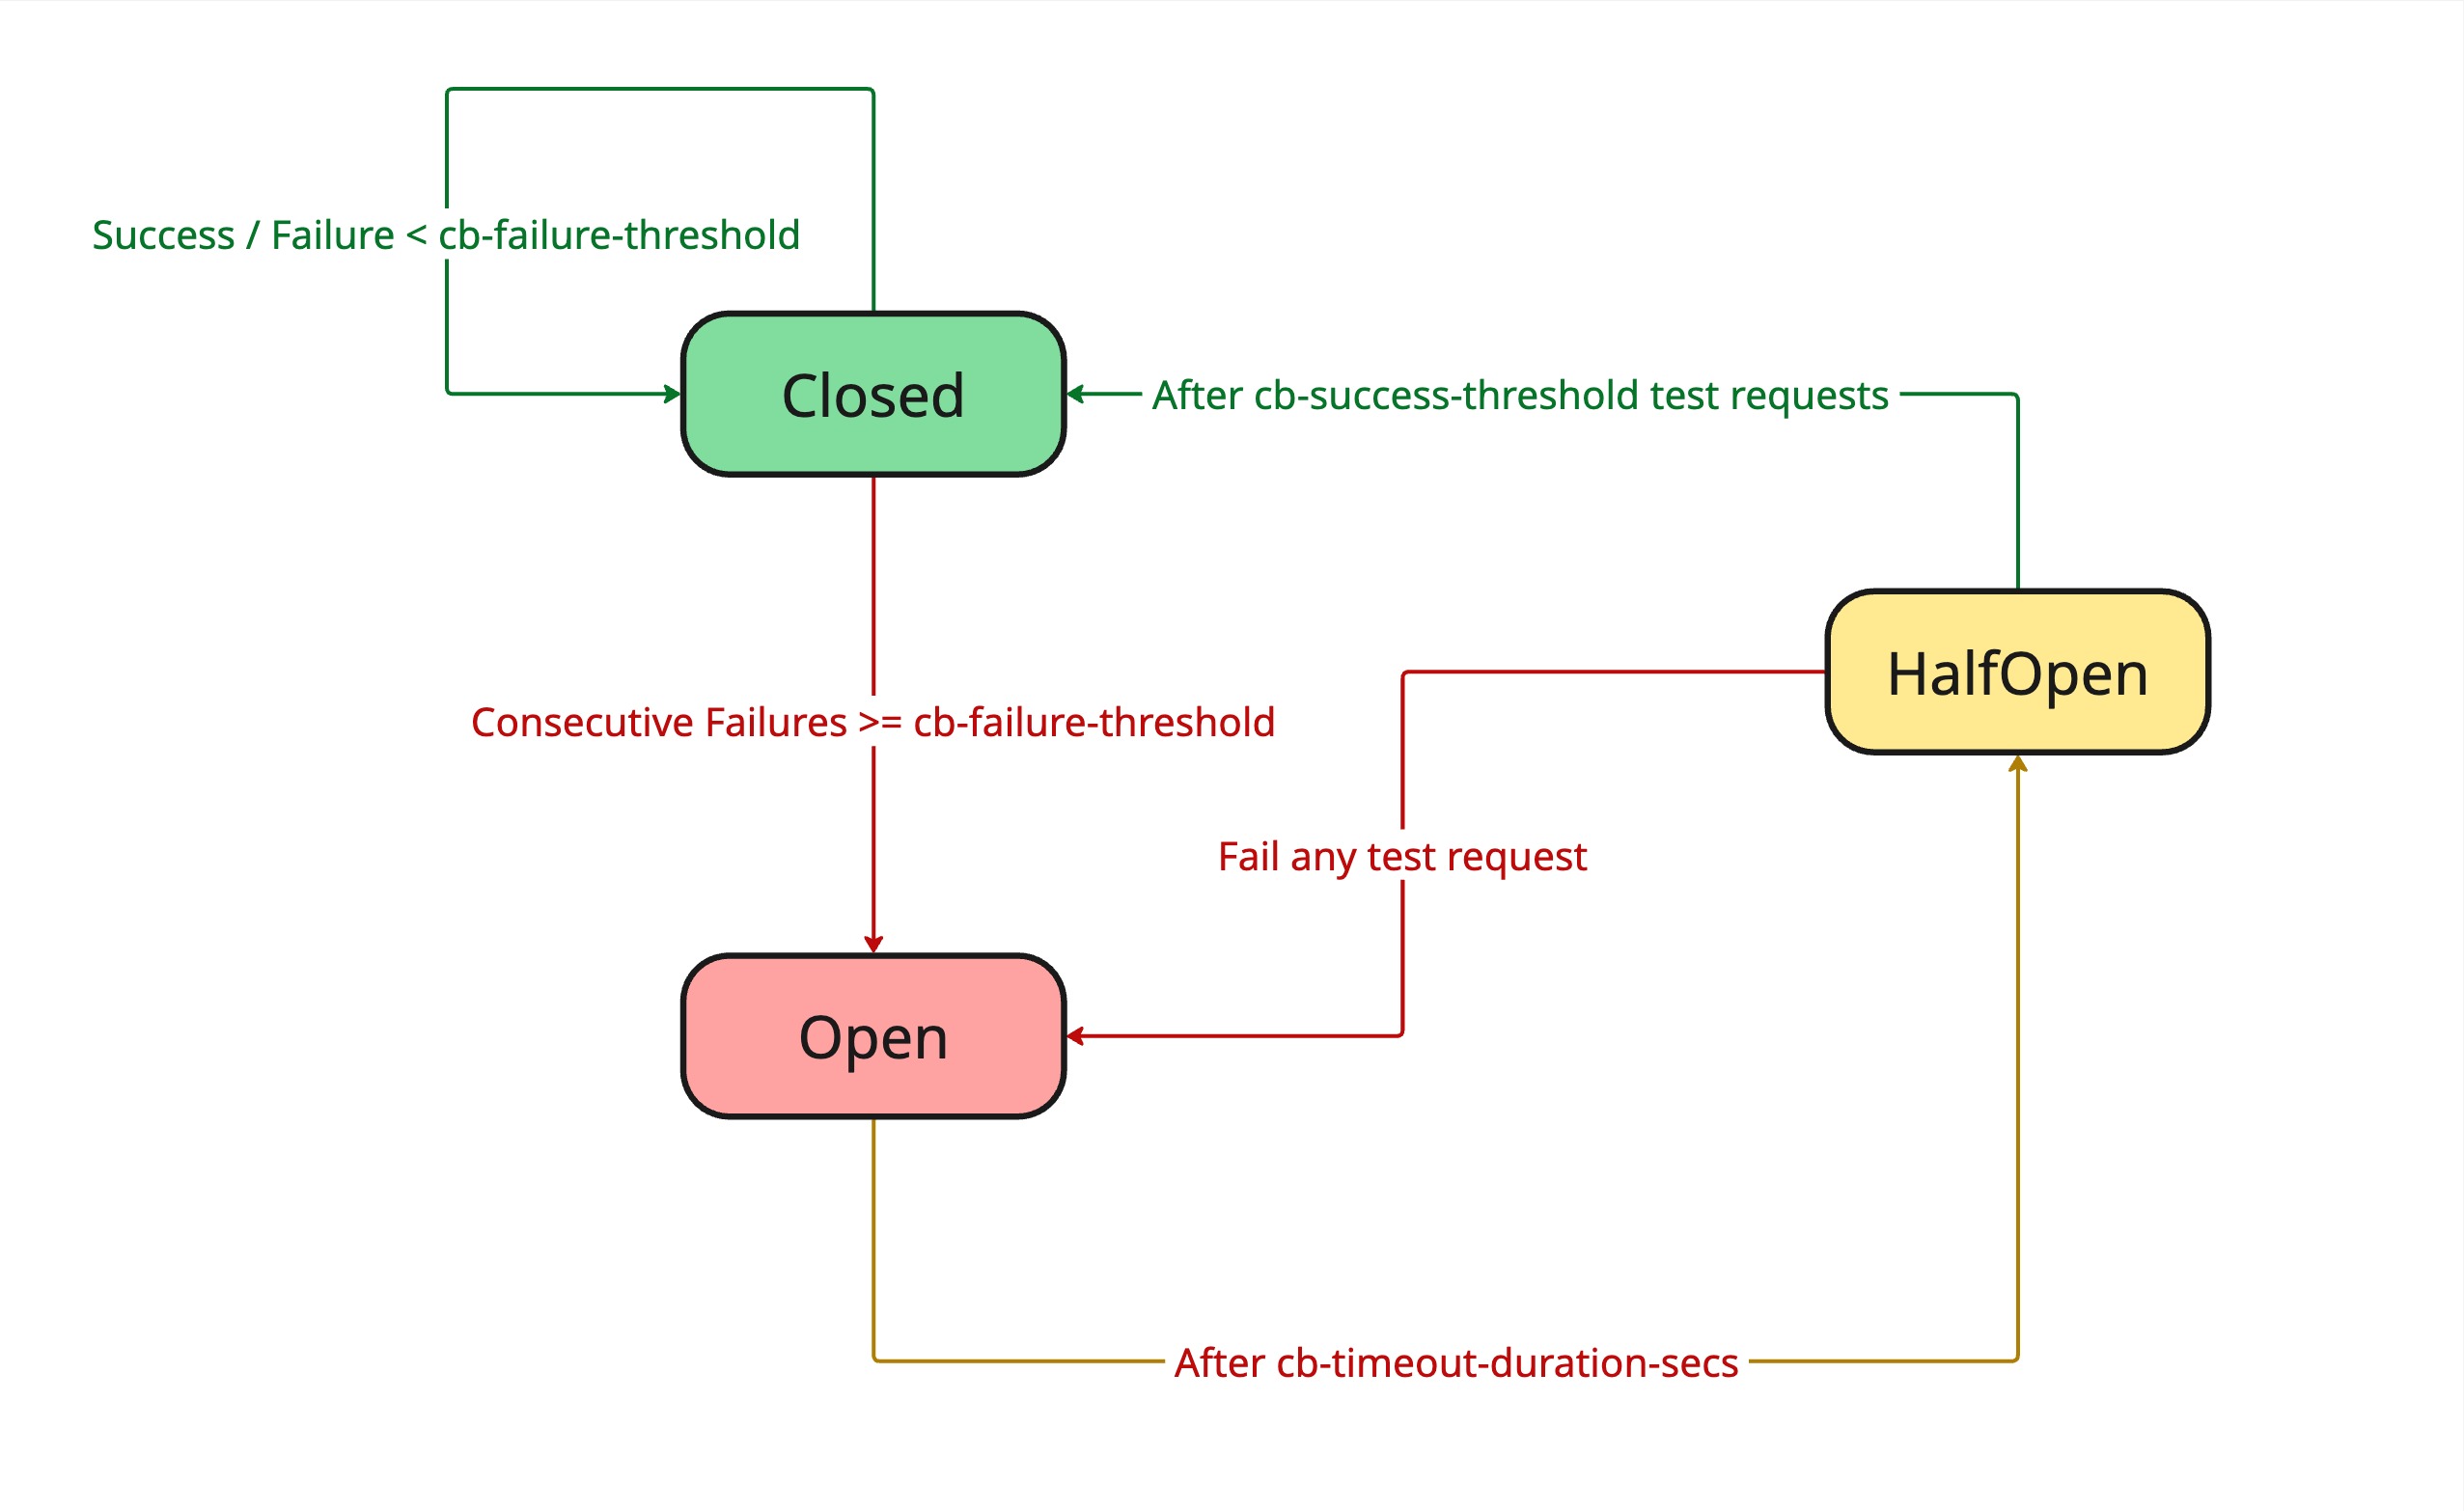 Success / Failure < cb-failure-threshold
Closed
After cb-success-threshold test requests
HalfOpen
Consecutive Failures >= cb-failure-threshold
Fail any test request
Open
After cb-timeout-duration-secs